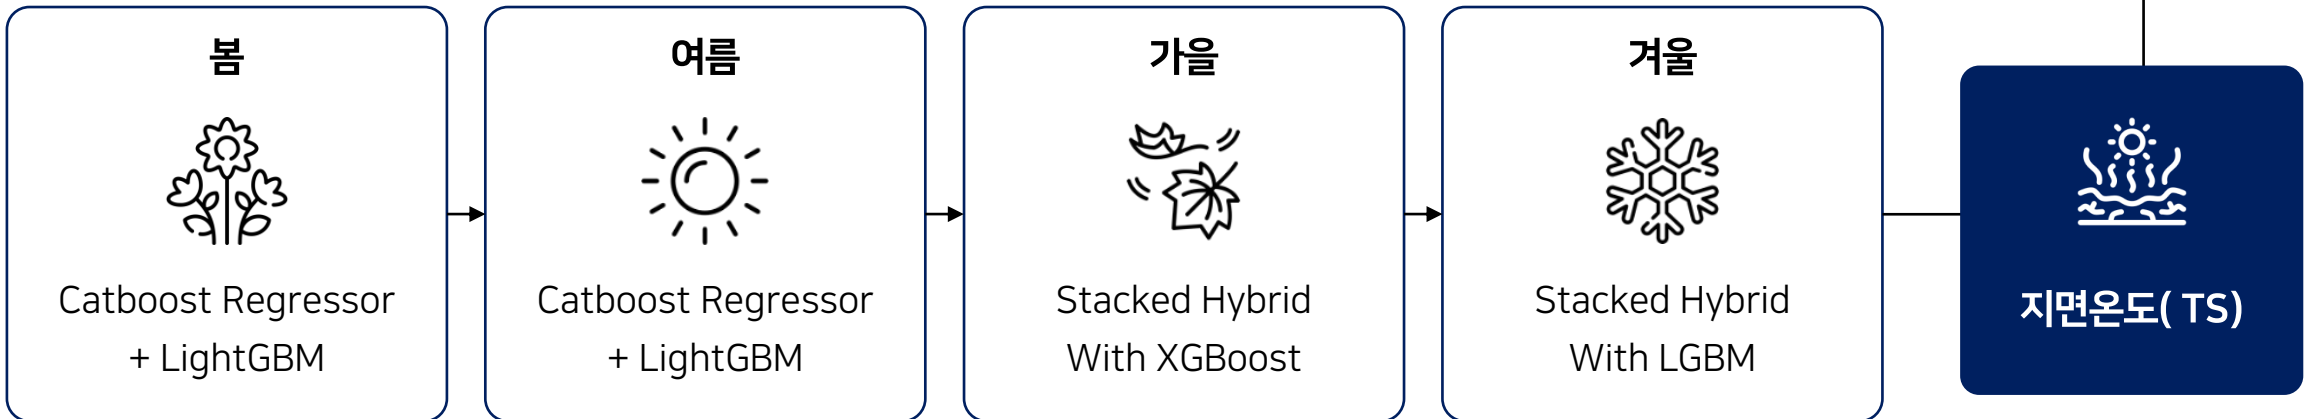 봄
Catboost Regressor
+ LightGBM
여름
Catboost Regressor
+ LightGBM
가을
Stacked Hybrid
With XGBoost
겨울
Stacked Hybrid
With LGBM
지면온도( TS)